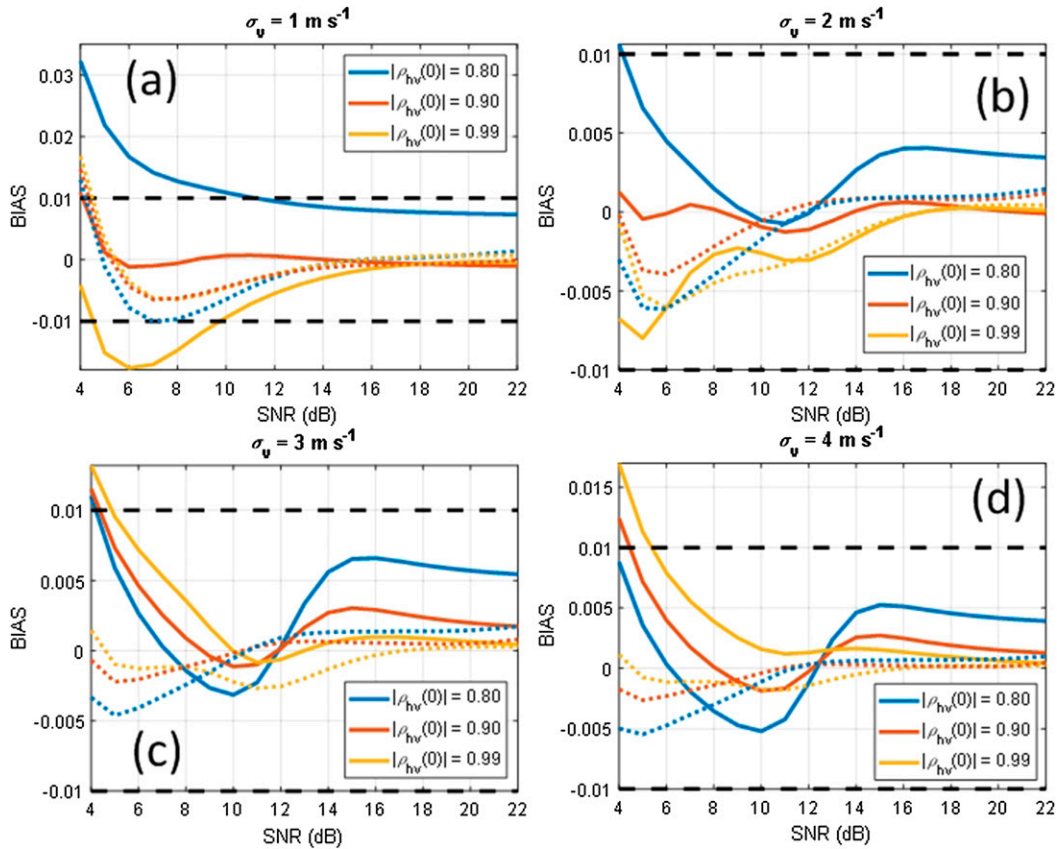 σv = 1 m s-1
(a)
|ρhv(0)| = 0.80
|ρhv(0)| = 0.90
|ρhv(0)| = 0.99
BIAS
0.03
0.02
0.01
0
-0.01
4 6 8 10 12 14 16 18 20 22
SNR (dB)
σv = 2 m s-1
(b)
|ρhv(0)| = 0.80
|ρhv(0)| = 0.90
|ρhv(0)| = 0.99
BIAS
0.01
0.005
0
-0.005
-0.01
4 6 8 10 12 14 16 18 20 22
SNR (dB)
σv = 3 m s-1
(c)
|ρhv(0)| = 0.80
|ρhv(0)| = 0.90
|ρhv(0)| = 0.99
BIAS
0.01
0.005
0
-0.005
-0.01
4 6 8 10 12 14 16 18 20 22
SNR (dB)
σv = 4 m s-1
(d)
|ρhv(0)| = 0.80
|ρhv(0)| = 0.90
|ρhv(0)| = 0.99
BIAS
0.015
0.01
0.005
0
-0.005
-0.01
4 6 8 10 12 14 16 18 20 22
SNR (dB)